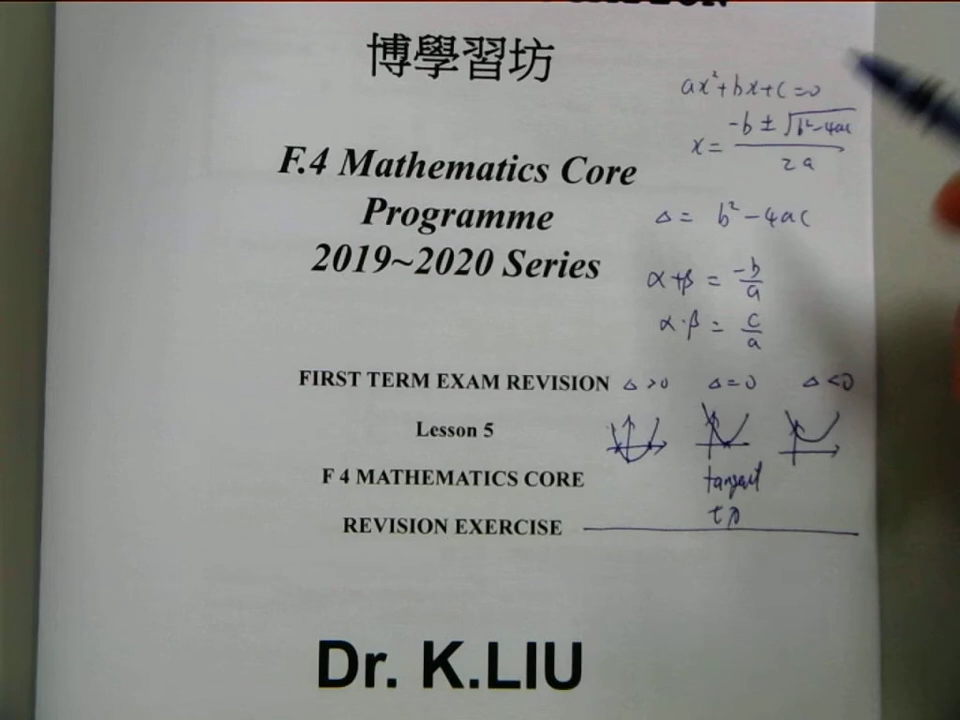 博學習坊
ax²+bx+c=0
x = (-b ± √(b²-4ac)) / 2a
F.4 Mathematics Core
Programme
Δ = b²-4ac
2019~2020 Series
α+β = -b/a
α·β = c/a
FIRST TERM EXAM REVISION Δ>0 Δ=0 Δ<0
Lesson 5
F 4 MATHEMATICS CORE
tangent
REVISION EXERCISE
Dr. K.LIU